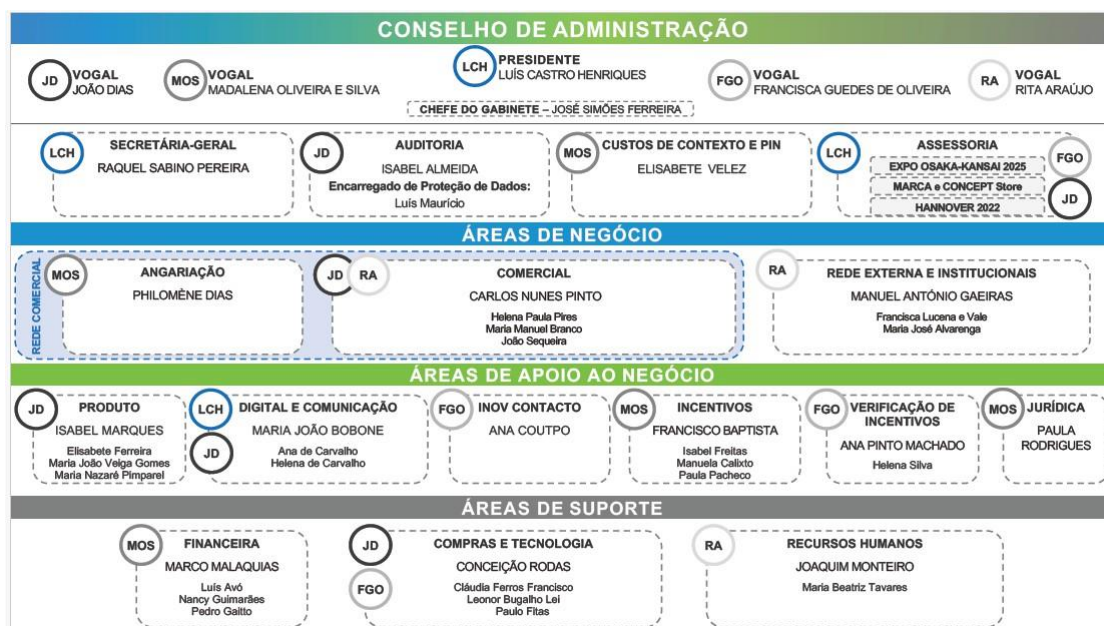 CONSELHO DE ADMINISTRAÇÃO
JD
VOGAL
JOÃO DIAS
MOS
VOGAL
MADALENA OLIVEIRA E SILVA
LCH
PRESIDENTE
LUÍS CASTRO HENRIQUES
FGO
VOGAL
FRANCISCA GUEDES DE OLIVEIRA
RA
VOGAL
RITA ARAÚJO
CHEFE DO GABINETE – JOSÉ SIMÕES FERREIRA
LCH
SECRETÁRIA-GERAL
RAQUEL SABINO PEREIRA
JD
AUDITORIA
ISABEL ALMEIDA
Encarregado de Proteção de Dados:
Luis Maurício
MOS
CUSTOS DE CONTEXTO E PIN
ELISABETE VELEZ
LCH
ASSESSORIA
EXPO OSAKA-KANSAI 2025
MARCA e CONCEPT Store
HANNOVER 2022
FGO
JD
ÁREAS DE NEGÓCIO
REDE COMERCIAL
MOS
ANGARIAÇÃO
PHILOMÈNE DIAS
JD
RA
COMERCIAL
CARLOS NUNES PINTO
Helena Paula Pires
Maria Manuel Branco
João Sequeira
RA
REDE EXTERNA E INSTITUCIONAIS
MANUEL ANTÓNIO GAEIRAS
Francisca Lucena e Vale
Maria José Alvarenga
ÁREAS DE APOIO AO NEGÓCIO
JD
PRODUTO
ISABEL MARQUES
Elisabete Ferreira
Maria João Veiga Gomes
Maria Nazaré Pimparel
LCH
JD
DIGITAL E COMUNICAÇÃO
MARIA JOÃO BOBONE
Ana de Carvalho
Helena de Carvalho
FGO
INOV CONTACTO
ANA COUTPO
MOS
INCENTIVOS
FRANCISCO BAPTISTA
Isabel Freitas
Manuela Calixto
Paula Pacheco
FGO
VERIFICAÇÃO DE
INCENTIVOS
ANA PINTO MACHADO
Helena Silva
MOS
JURÍDICA
PAULA
RODRIGUES
ÁREAS DE SUPORTE
MOS
FINANCEIRA
MARCO MALAQUIAS
Luís Avó
Nancy Guimarães
Pedro Gaitto
JD
FGO
COMPRAS E TECNOLOGIA
CONCEIÇÃO RODAS
Cláudia Ferros Francisco
Leonor Bugalho Lei
Paulo Fitas
RA
RECURSOS HUMANOS
JOAQUIM MONTEIRO
Maria Beatriz Tavares